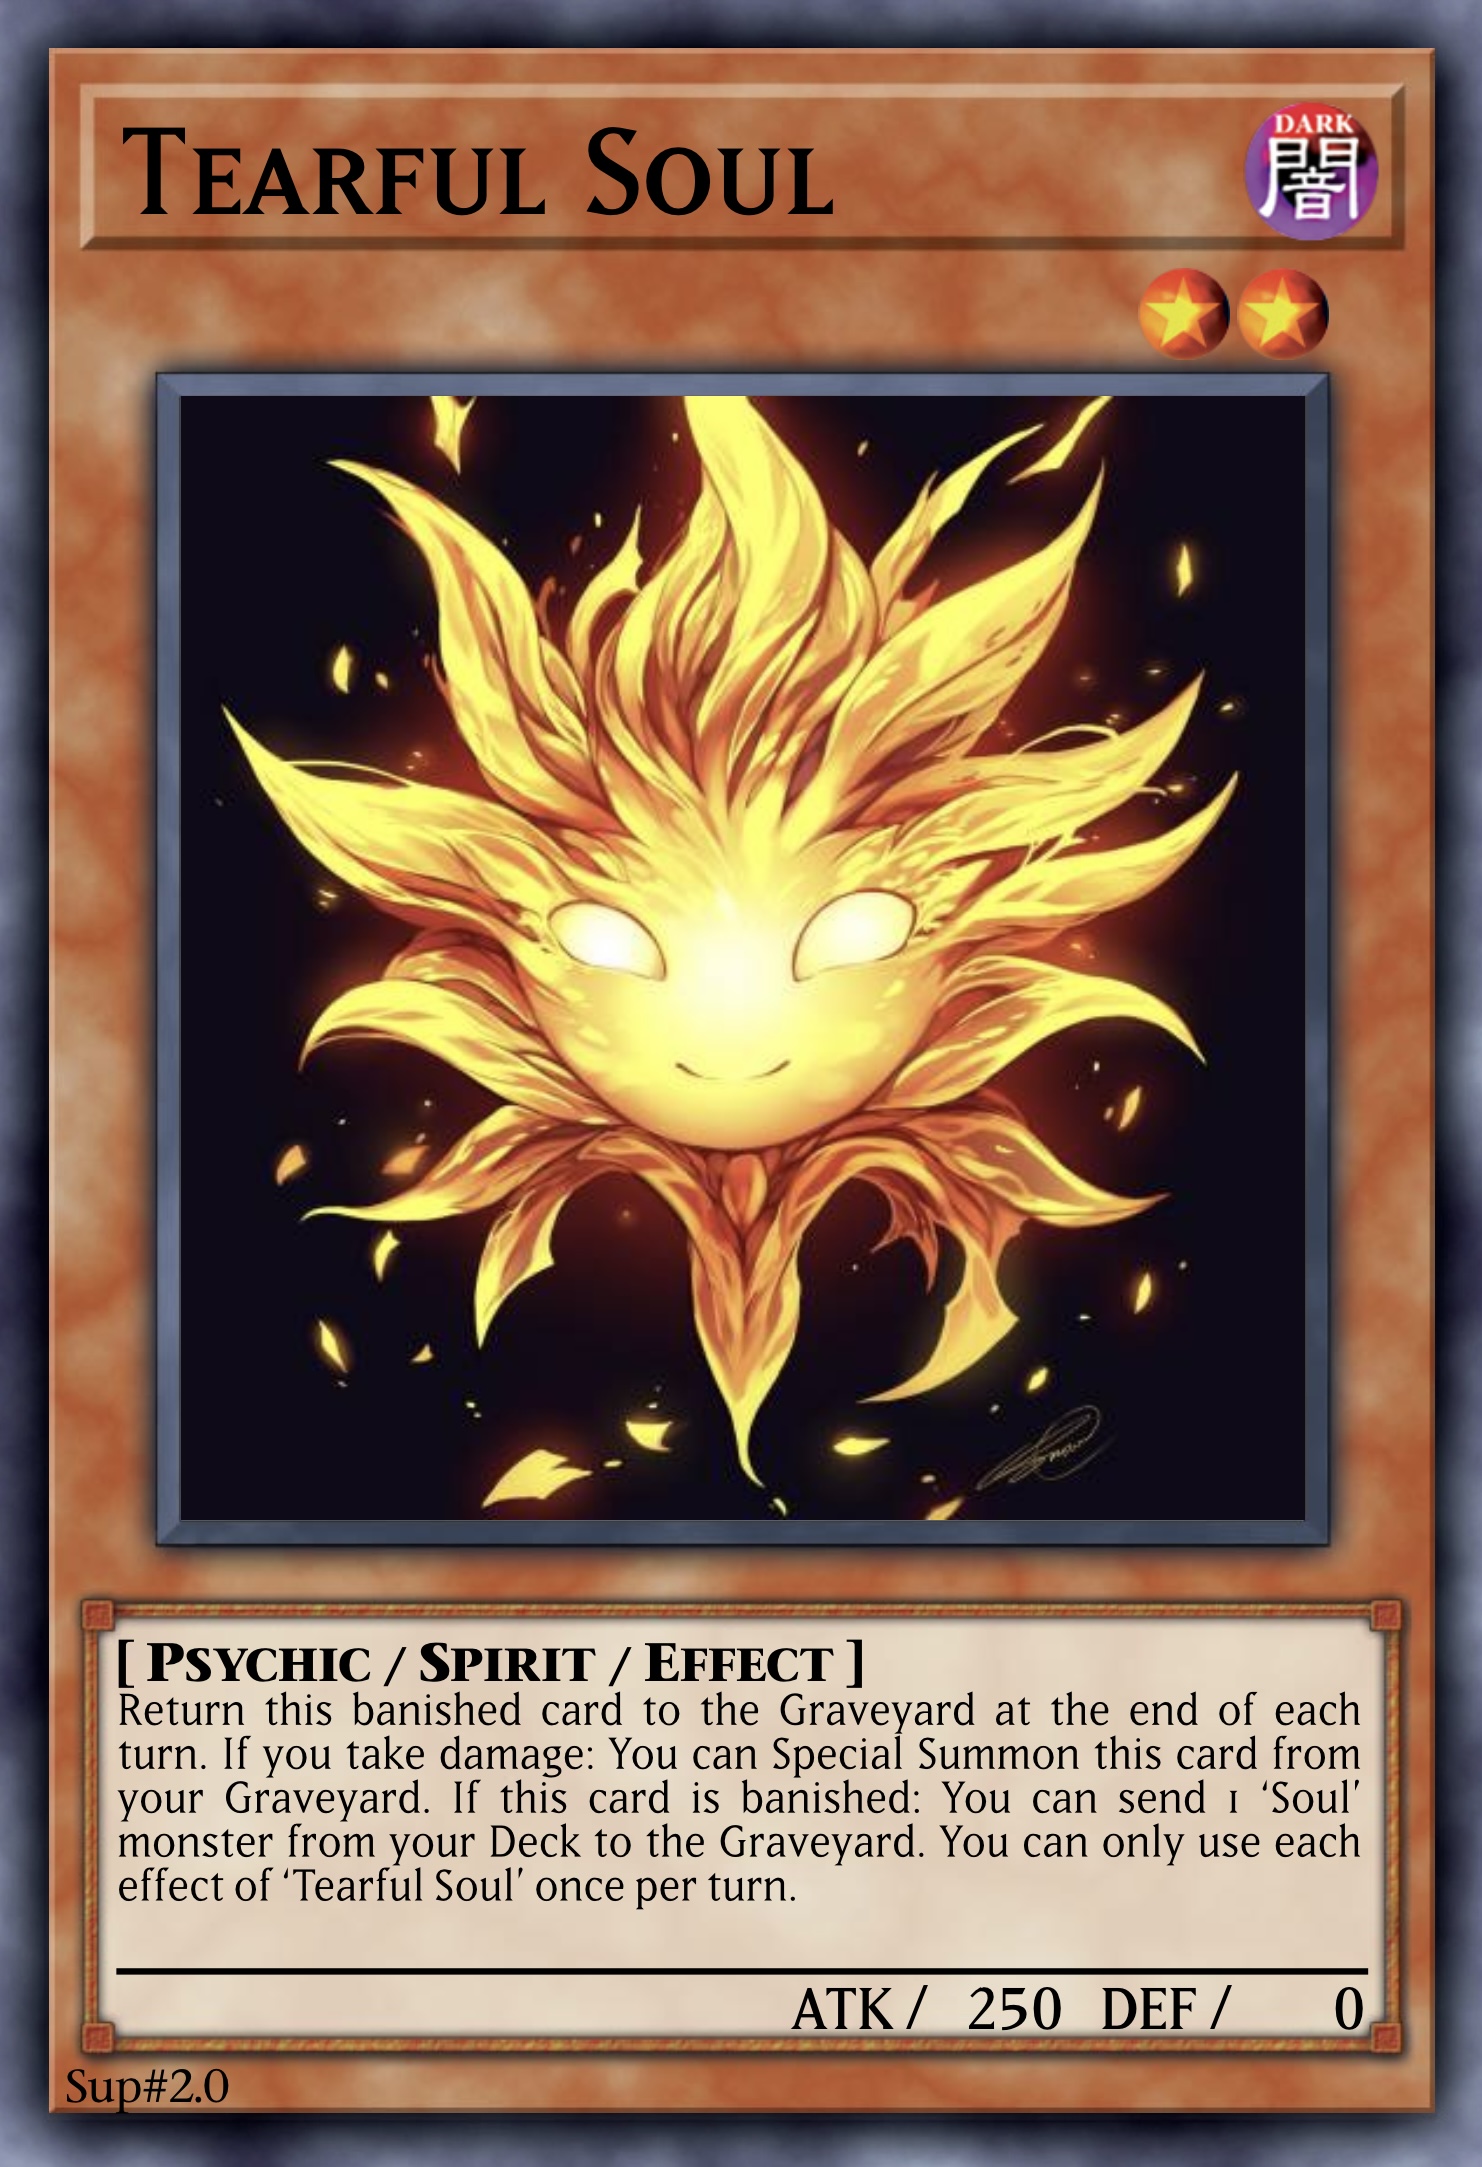 Tearful Soul
DARK
闇
[ Psychic / Spirit / Effect ]
Return this banished card to the Graveyard at the end of each
turn. If you take damage: You can Special Summon this card from
your Graveyard. If this card is banished: You can send 1 ‘Soul’
monster from your Deck to the Graveyard. You can only use each
effect of ‘Tearful Soul’ once per turn.
ATK / 250 DEF / 0
Sup#2.0